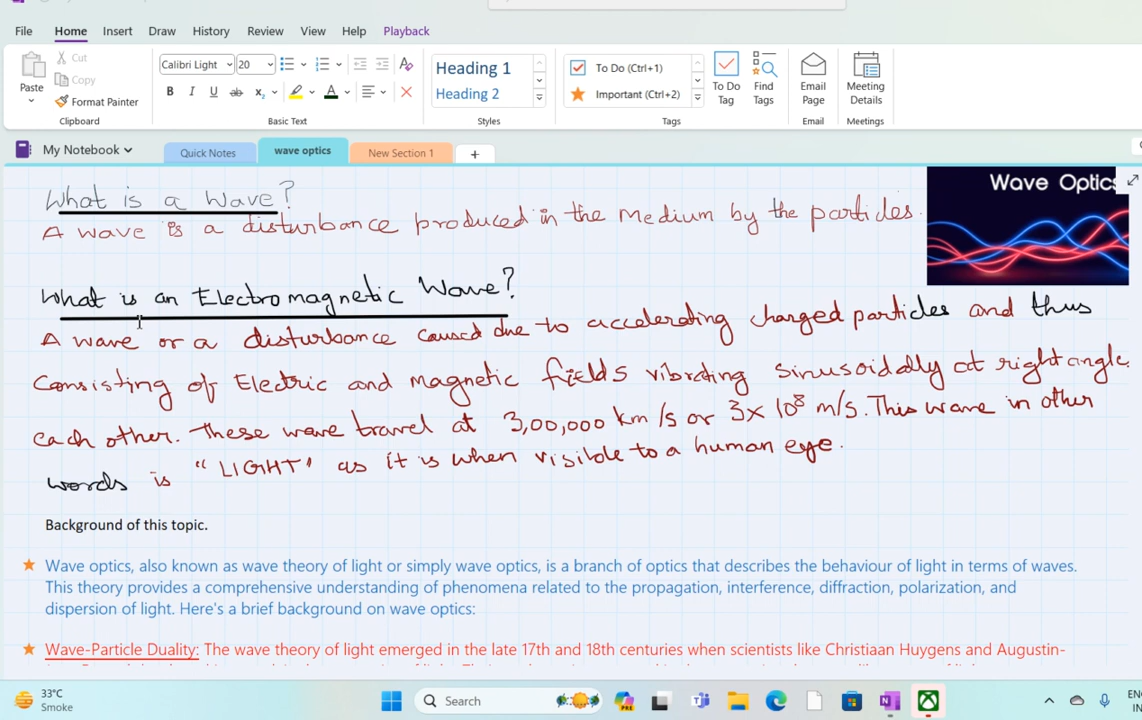 File Home Insert Draw History Review View Help Playback
Paste Cut Copy Format Painter
Calibri Light 20
Heading 1
Heading 2
To Do (Ctrl+1)
Important (Ctrl+2)
To Do Tag
Find Tags
Email Page
Meeting Details
Clipboard Basic Text Styles Tags Email Meetings
My Notebook Quick Notes wave optics New Section 1 +
What is a Wave?
Wave Optics
A wave is a disturbance produced in the medium by the particles.
What is an Electromagnetic Wave?
A wave or a disturbance caused due to accelerating charged particles and thus
Consisting of Electric and magnetic fields vibrating sinusoidally at right angle
each other. These wave travel at 3,00,000 km/s or 3x10⁸ m/s. This wave in other
words is "LIGHT" as it is when visible to a human eye.
Background of this topic.
Wave optics, also known as wave theory of light or simply wave optics, is a branch of optics that describes the behaviour of light in terms of waves.
This theory provides a comprehensive understanding of phenomena related to the propagation, interference, diffraction, polarization, and
dispersion of light. Here's a brief background on wave optics:
Wave-Particle Duality: The wave theory of light emerged in the late 17th and 18th centuries when scientists like Christiaan Huygens and Augustin-
33°C
Smoke
Search